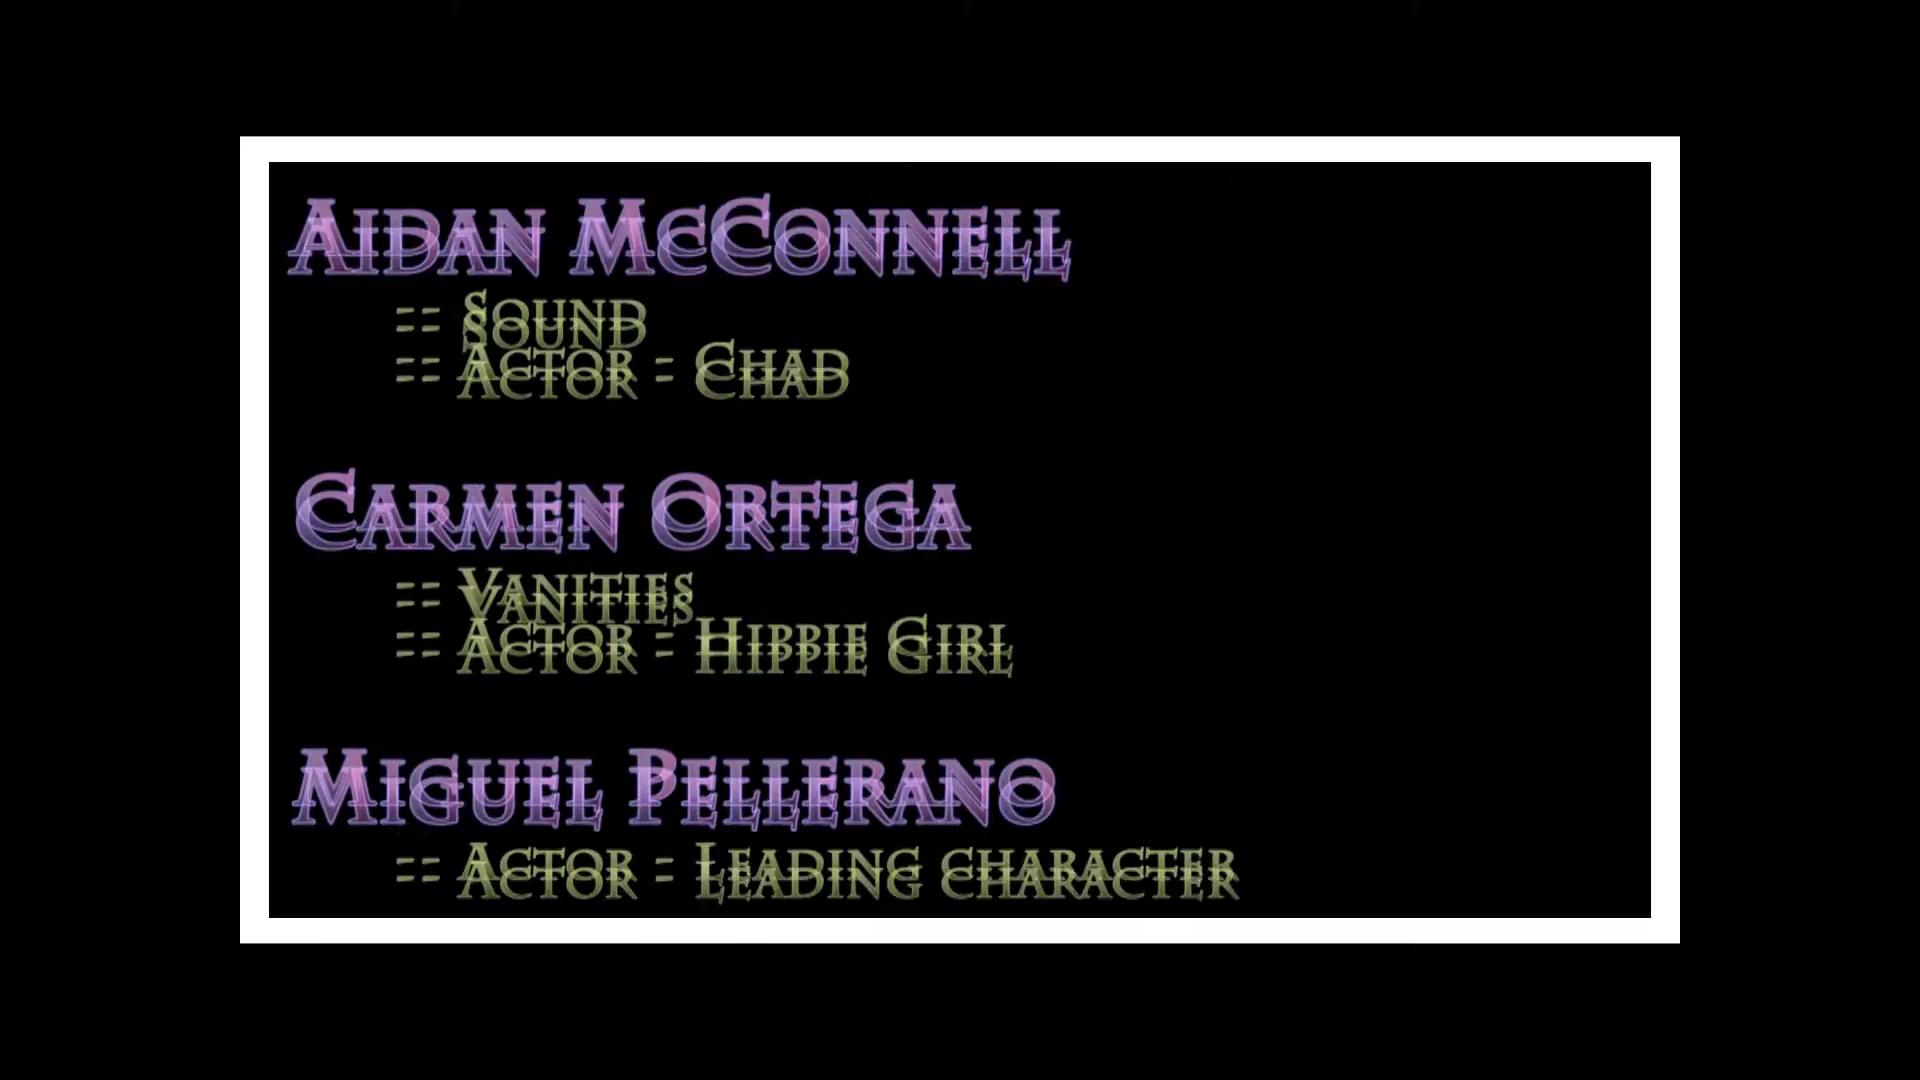 Aidan McConnell
-- Sound
-- Actor - Chad
Carmen Ortega
-- Vanities
-- Actor - Hippie Girl
Miguel Pellerano
-- Actor - Leading character